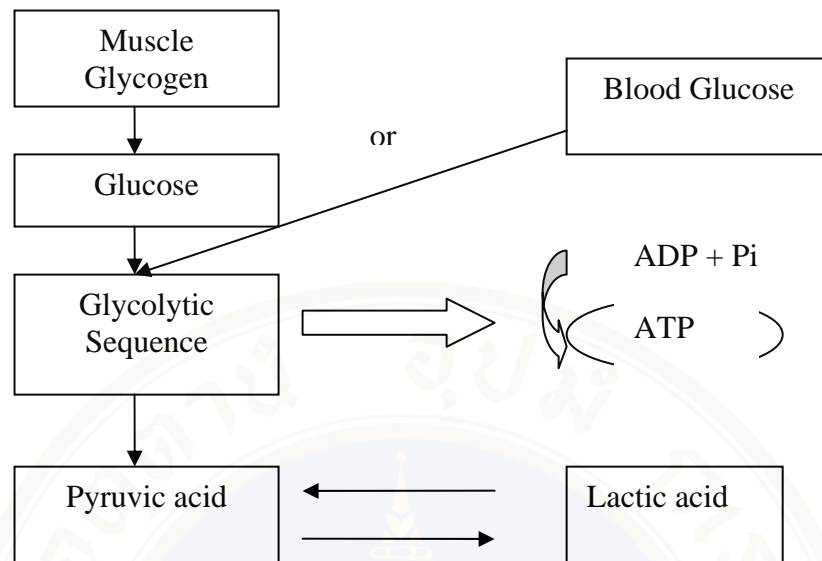 Muscle
Glycogen
Blood Glucose
or
Glucose
ADP + Pi
Glycolytic
Sequence
ATP
Pyruvic acid
Lactic acid